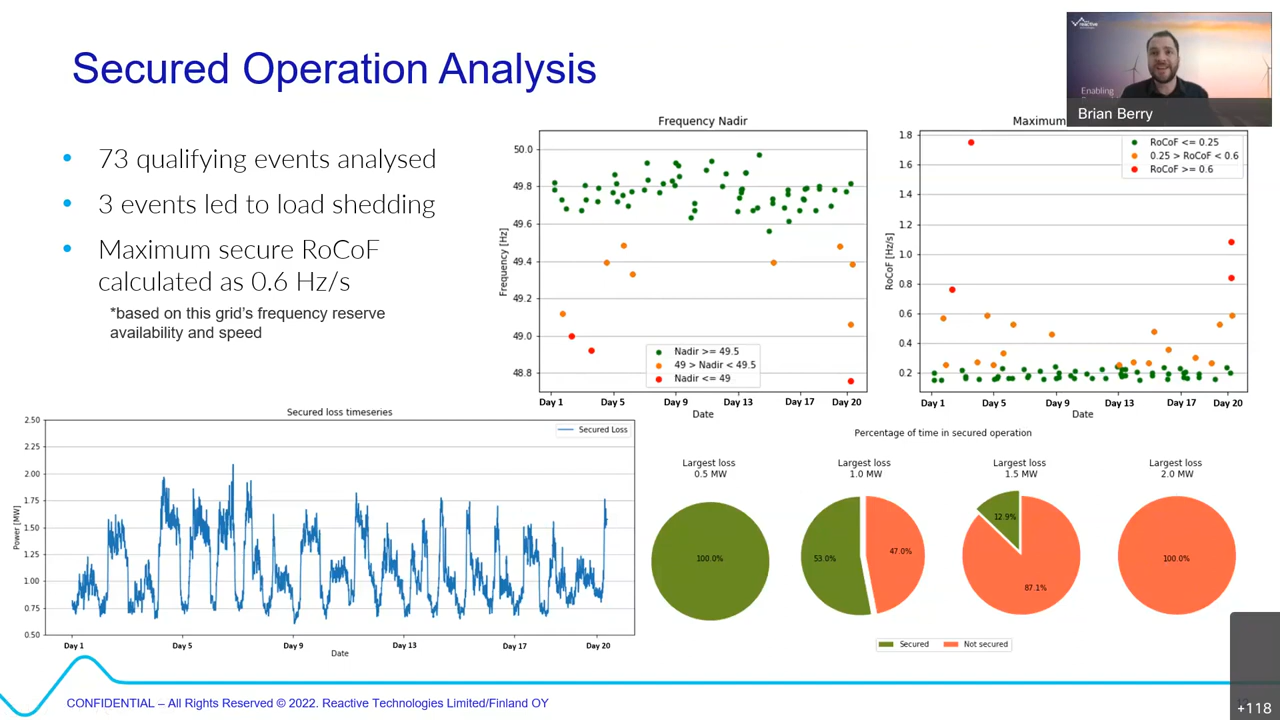 Secured Operation Analysis
reactive
Enabling
Brian Berry
73 qualifying events analysed
3 events led to load shedding
Maximum secure RoCoF
calculated as 0.6 Hz/s
*based on this grid's frequency reserve
availability and speed
Frequency Nadir
Frequency [Hz]
50.0
49.8
49.6
49.4
49.2
49.0
48.8
Nadir >= 49.5
49 > Nadir < 49.5
Nadir <= 49
Day 1 Day 5 Day 9 Day 13 Day 17 Day 20
Date
Maximum
RoCoF [Hz/s]
1.8
1.6
1.4
1.2
1.0
0.8
0.6
0.4
0.2
RoCoF <= 0.25
0.25 > RoCoF < 0.6
RoCoF >= 0.6
Day 1 Day 5 Day 9 Day 13 Day 17 Day 20
Date
Secured loss timeseries
Power [MW]
2.50
2.25
2.00
1.75
1.50
1.25
1.00
0.75
0.50
Secured Loss
Day 1 Day 5 Day 9 Day 13 Day 17 Day 20
Date
Percentage of time in secured operation
Largest loss
0.5 MW
100.0%
Largest loss
1.0 MW
53.0%
47.0%
Largest loss
1.5 MW
12.9%
87.1%
Largest loss
2.0 MW
100.0%
Secured Not secured
CONFIDENTIAL – All Rights Reserved © 2022. Reactive Technologies Limited/Finland OY
+118